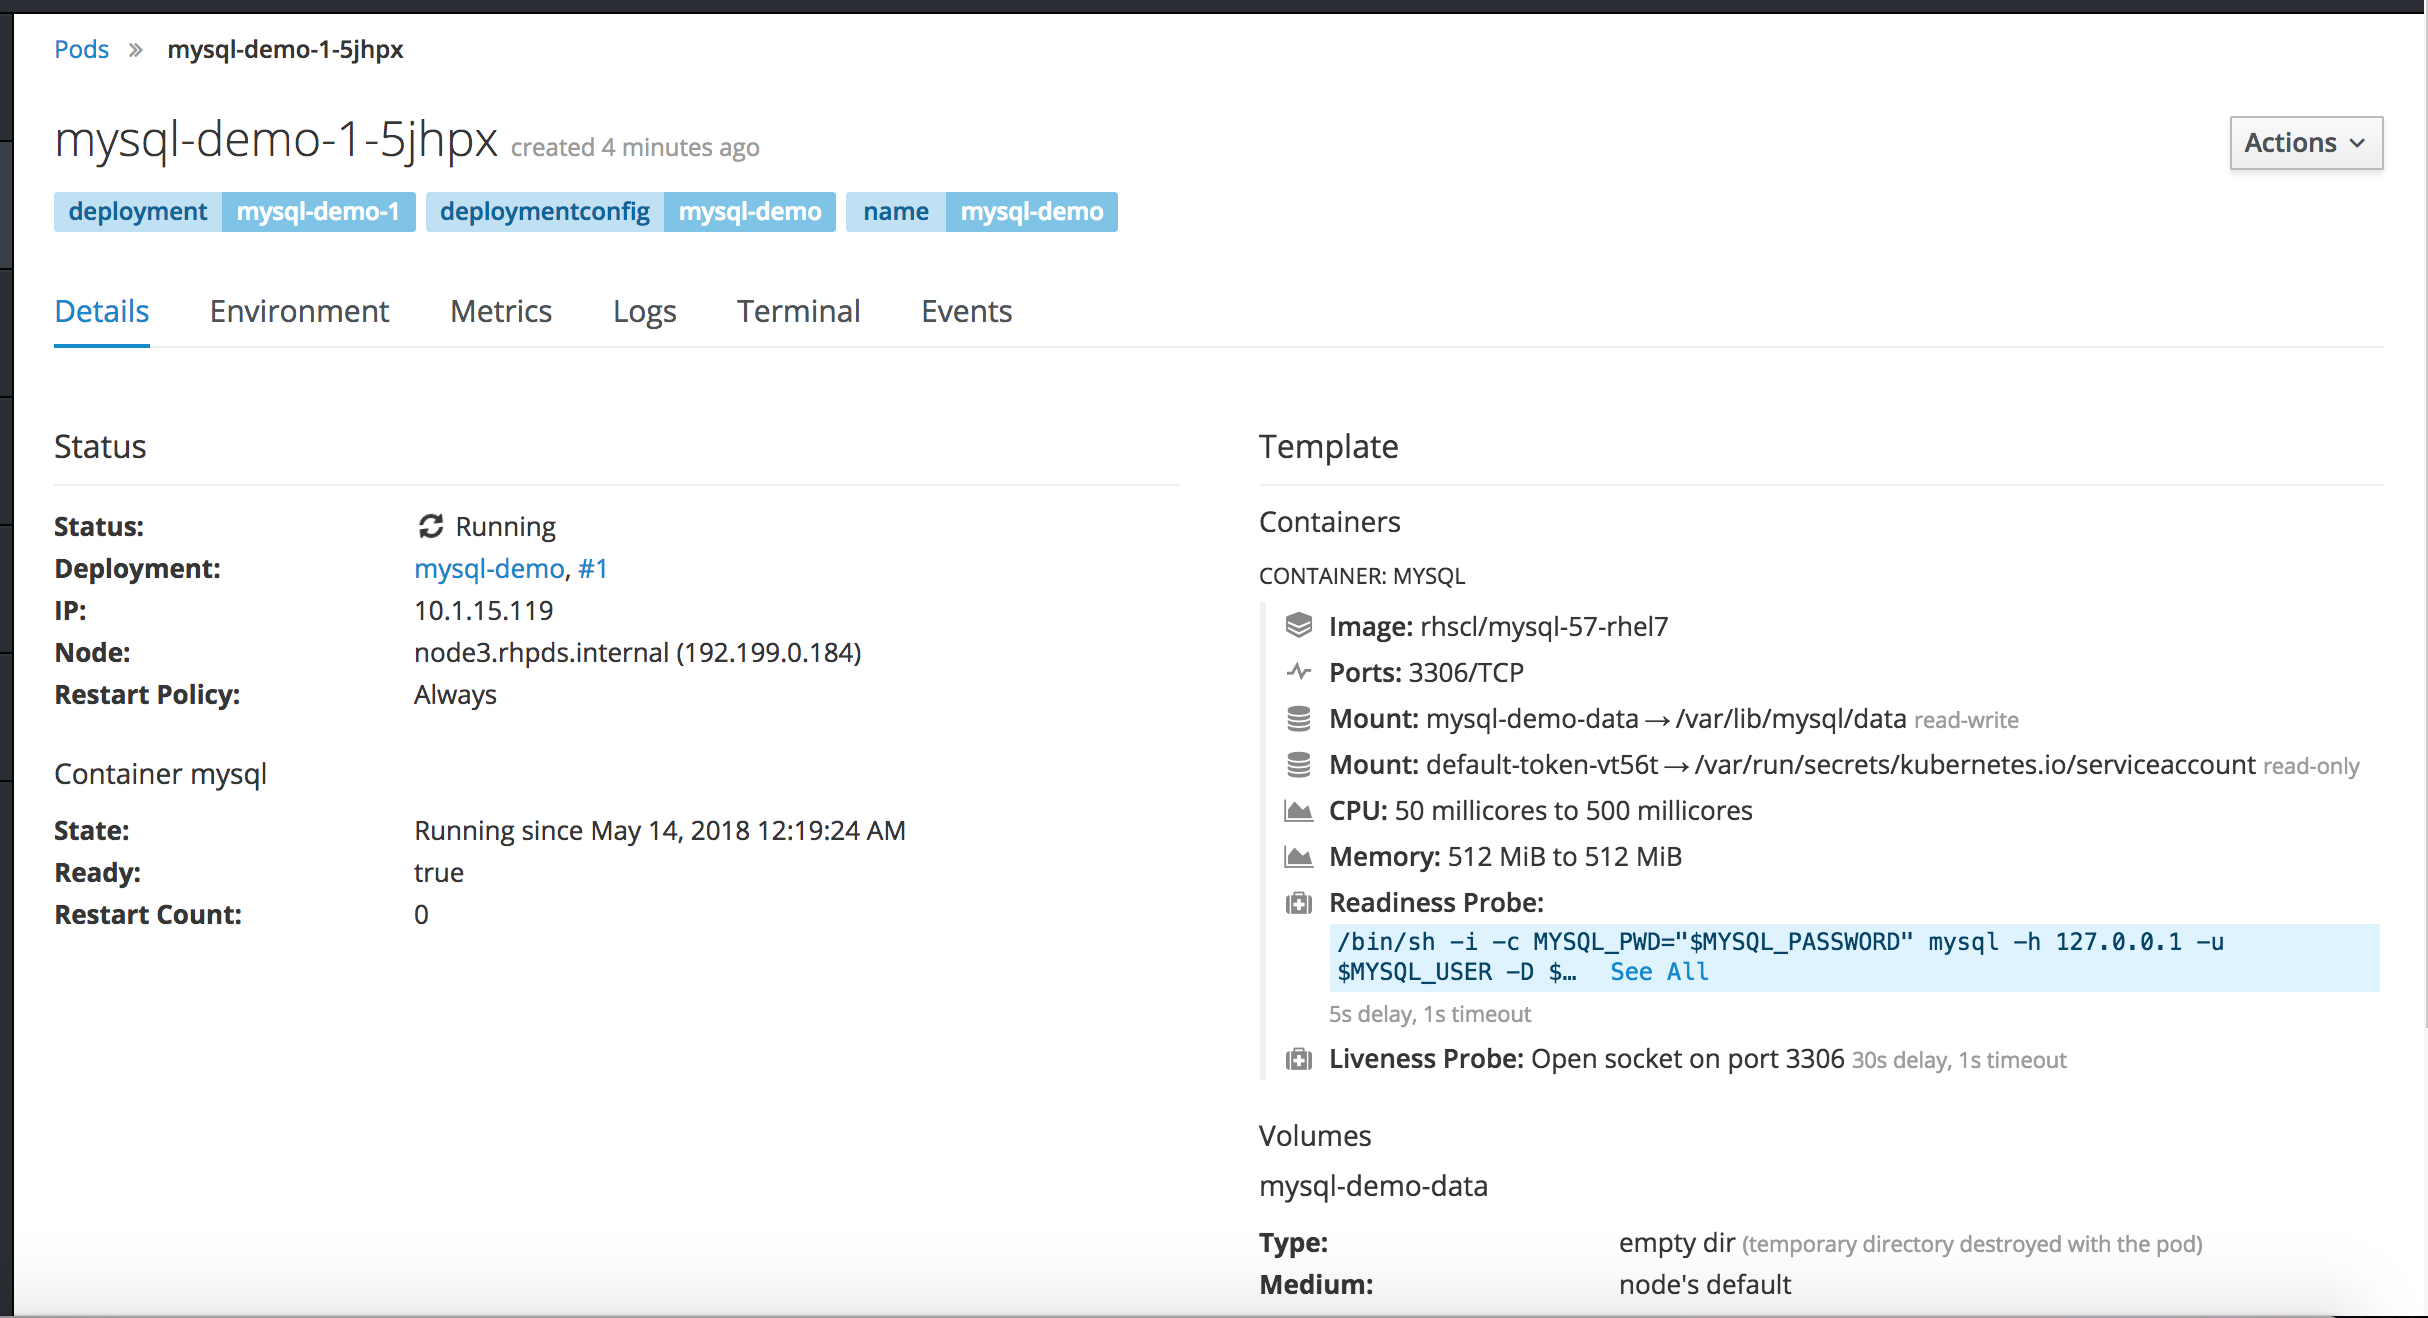 Pods » mysql-demo-1-5jhpx
mysql-demo-1-5jhpx created 4 minutes ago
Actions
deployment mysql-demo-1 deploymentconfig mysql-demo name mysql-demo
Details Environment Metrics Logs Terminal Events
Status
Status: Running
Deployment: mysql-demo, #1
IP: 10.1.15.119
Node: node3.rhpds.internal (192.199.0.184)
Restart Policy: Always
Container mysql
State: Running since May 14, 2018 12:19:24 AM
Ready: true
Restart Count: 0
Template
Containers
CONTAINER: MYSQL
Image: rhscl/mysql-57-rhel7
Ports: 3306/TCP
Mount: mysql-demo-data → /var/lib/mysql/data read-write
Mount: default-token-vt56t → /var/run/secrets/kubernetes.io/serviceaccount read-only
CPU: 50 millicores to 500 millicores
Memory: 512 MiB to 512 MiB
Readiness Probe:
/bin/sh -i -c MYSQL_PWD="$MYSQL_PASSWORD" mysql -h 127.0.0.1 -u
$MYSQL_USER -D $… See All
5s delay, 1s timeout
Liveness Probe: Open socket on port 3306 30s delay, 1s timeout
Volumes
mysql-demo-data
Type: empty dir (temporary directory destroyed with the pod)
Medium: node's default